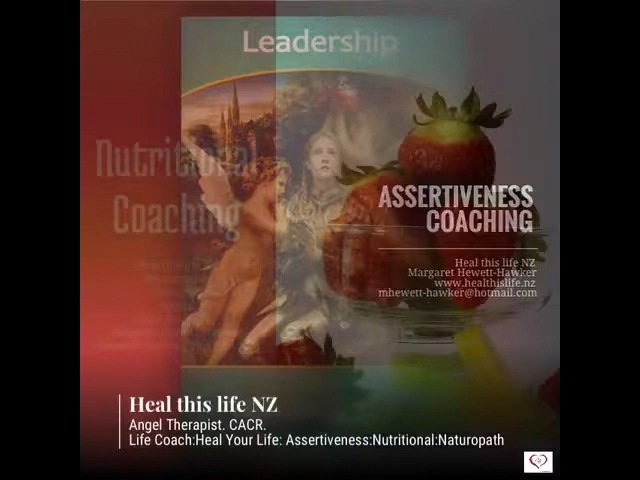 Leadership
Nutritional
Coaching
ASSERTIVENESS
COACHING
Heal this life NZ
Margaret Hewett-Hawker
www.healthislife.nz
mhewett-hawker@hotmail.com
Heal this life NZ
Angel Therapist. CACR.
Life Coach:Heal Your Life: Assertiveness:Nutritional:Naturopath